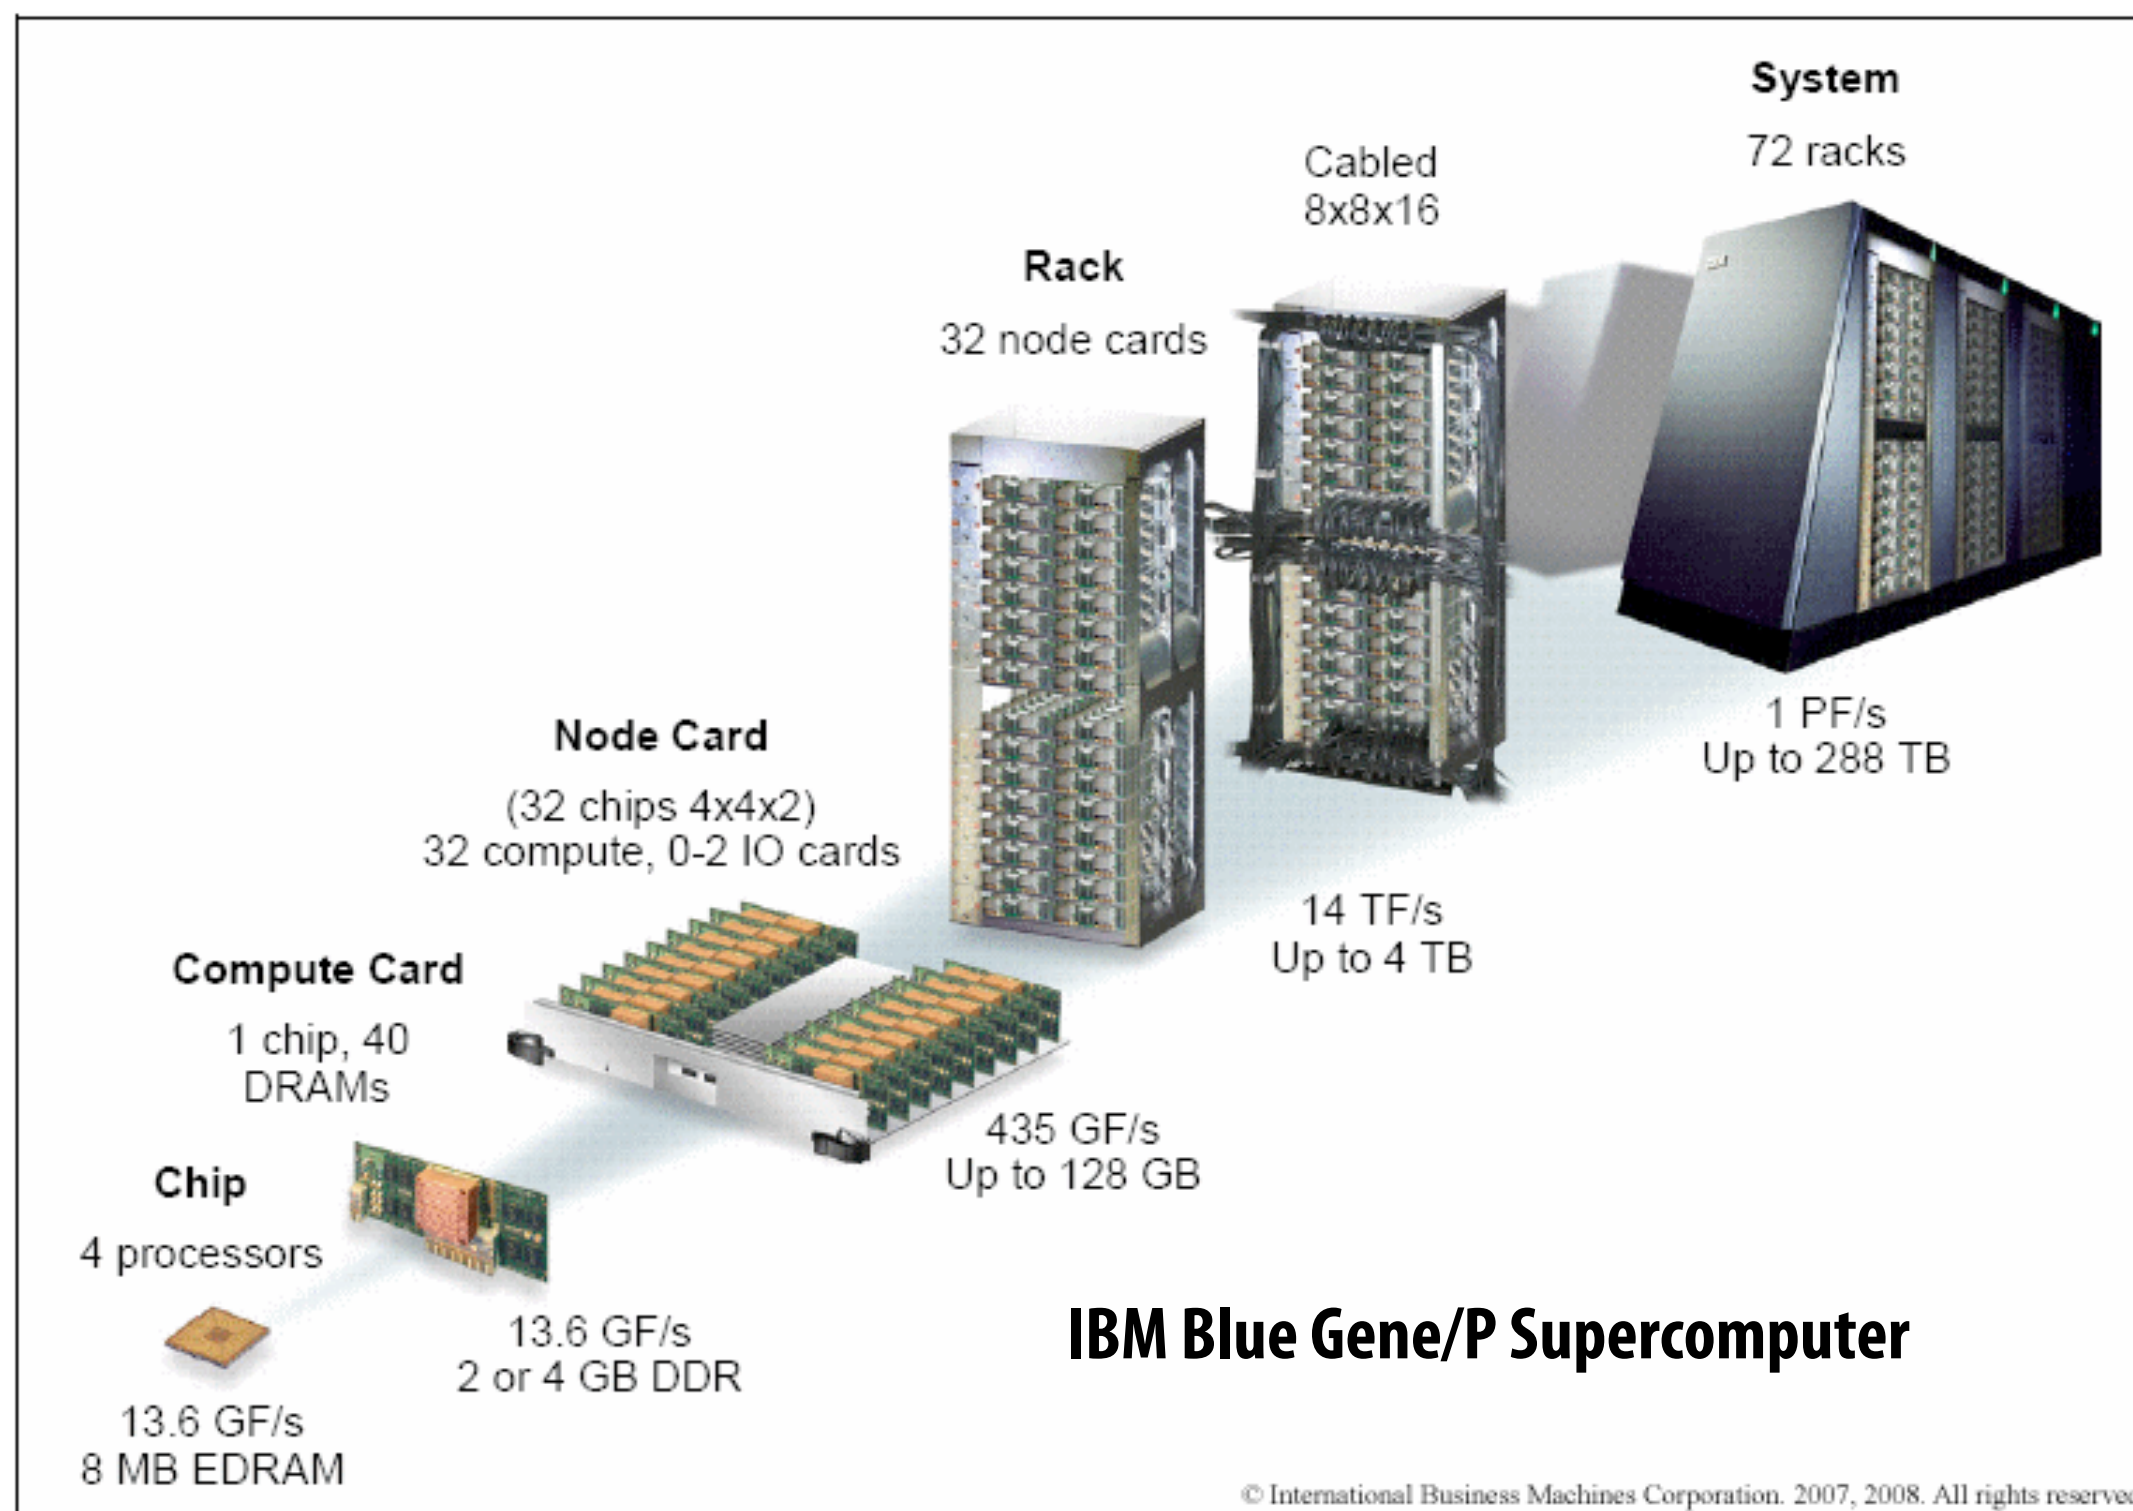 System
72 racks
Cabled
8x8x16
Rack
32 node cards
1 PF/s
Up to 288 TB
Node Card
(32 chips 4x4x2)
32 compute, 0-2 IO cards
14 TF/s
Up to 4 TB
Compute Card
1 chip, 40
DRAMs
435 GF/s
Up to 128 GB
Chip
4 processors
13.6 GF/s
2 or 4 GB DDR
13.6 GF/s
8 MB EDRAM
IBM Blue Gene/P Supercomputer
© International Business Machines Corporation. 2007, 2008. All rights reserved